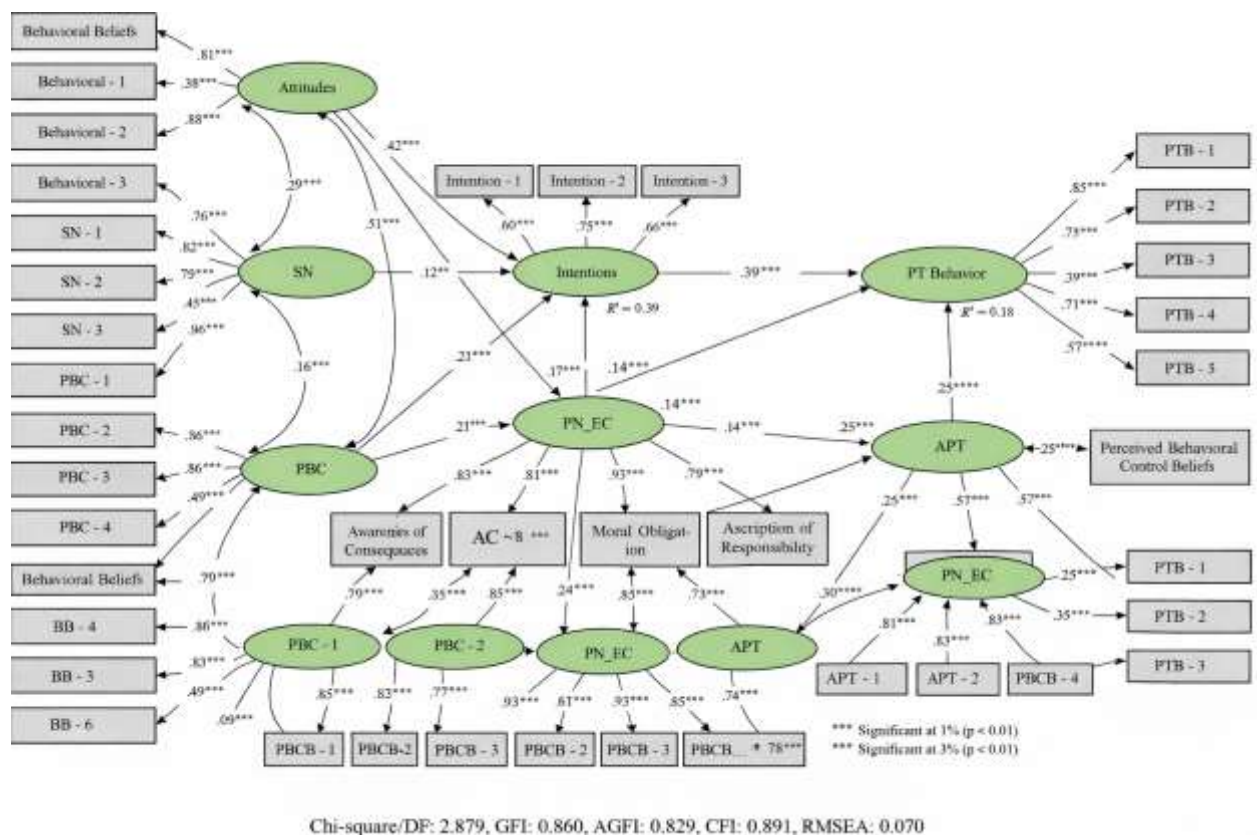 Behavioral Beliefs
.81***
Behavioral - 1
.38***
Attitudes
.88***
Behavioral - 2
.42***
PTB - 1
Behavioral - 3
.29***
Intention - 1
Intention - 2
Intention - 3
.85***
PTB - 2
.76***
.51***
.60***
.75***
.66***
.73***
SN - 1
.82***
PTB - 3
SN - 2
.79***
SN
.12**
Intentions
.39***
PT Behavior
.39***
.45***
R² = 0.39
R² = 0.18
.71***
PTB - 4
SN - 3
.86***
.57****
.16***
.23***
PTB - 3
PBC - 1
.17***
.14***
.25****
.14***
PBC - 2
.86***
.21***
PN_EC
.14***
.25***
APT
.25****
Perceived Behavioral
Control Beliefs
PBC - 3
.86***
PBC
.83***
.81***
.93***
.79***
.49***
.25***
.57***
.57***
PBC - 4
Awarenies of
Consequuces
AC ~8 ***
Moral Obligat-
ion
Ascription of
Responsibility
Behavioral Beliefs
.79***
PN_EC
.25***
PTB - 1
.79***
.35***
.85***
.24***
.85***
.73***
.30****
.35***
BB - 4
.86***
.81***
.83***
.83***
PTB - 2
PBC - 1
PBC - 2
PN_EC
APT
BB - 3
.83***
.49***
APT - 1
APT - 2
PBCB - 4
PTB - 3
BB - 6
.09***
.85***
.83***
.77***
.93***
.61***
.93***
.85***
.74***
*** Significant at 1% (p < 0.01)
PBCB - 1
PBCB-2
PBCB - 3
PBCB - 2
PBCB - 3
PBCB... * 78***
*** Significant at 3% (p < 0.01)
Chi-square/DF: 2.879, GFI: 0.860, AGFI: 0.829, CFI: 0.891, RMSEA: 0.070